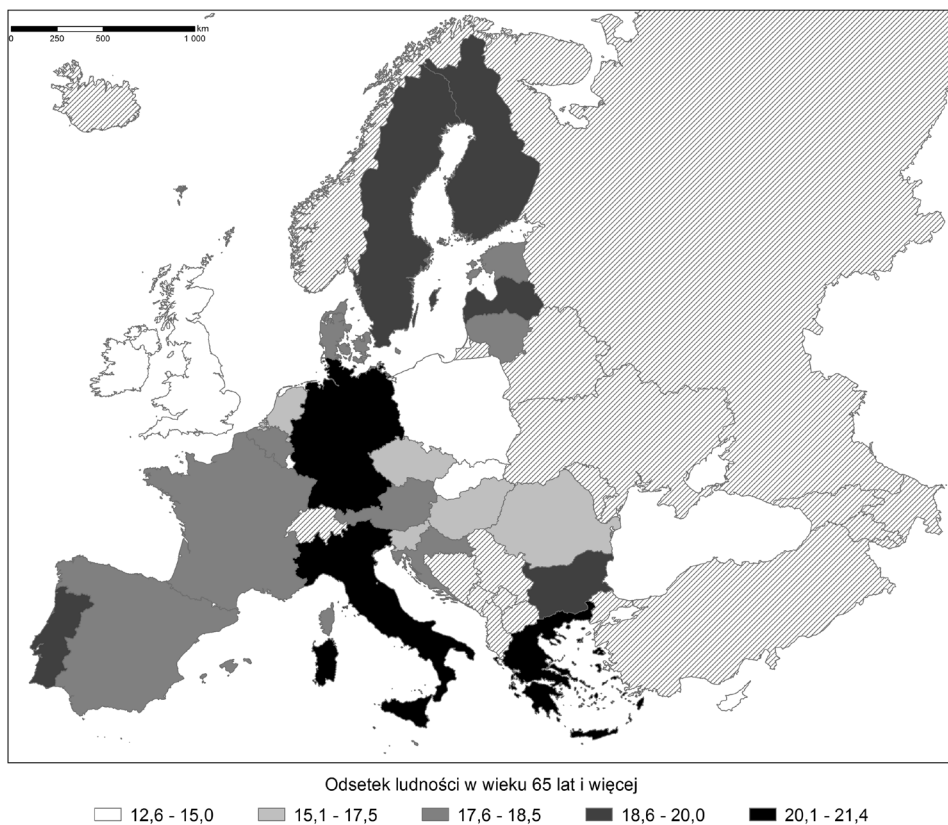 km
0 250 500 1 000
Odsetek ludności w wieku 65 lat i więcej
12,6 - 15,0 15,1 - 17,5 17,6 - 18,5 18,6 - 20,0 20,1 - 21,4